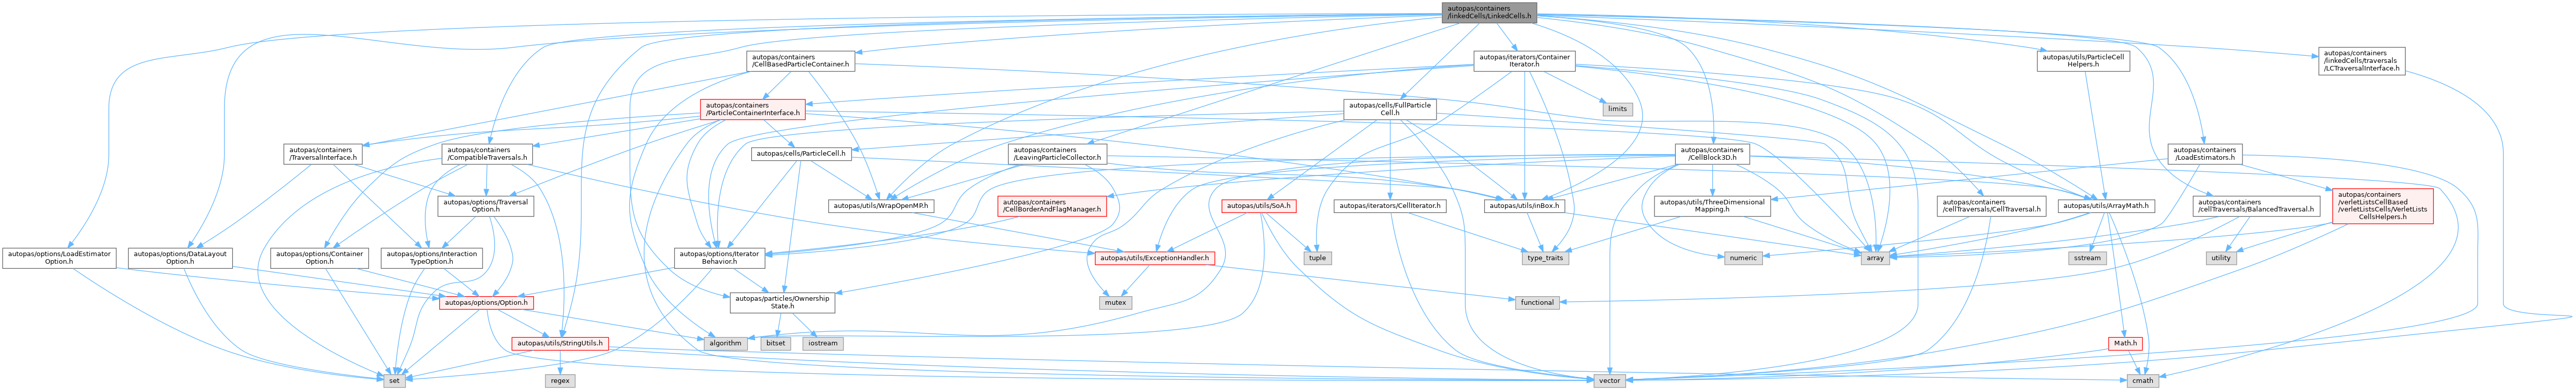 autopas/containers
/linkedCells/LinkedCells.h
autopas/containers
/CellBasedParticleContainer.h
autopas/iterators/Container
Iterator.h
autopas/utils/ParticleCell
Helpers.h
autopas/containers
/linkedCells/traversals
/LCTraversalInterface.h
autopas/containers
/ParticleContainerInterface.h
autopas/cells/FullParticle
Cell.h
limits
autopas/containers
/TraversalInterface.h
autopas/containers
/CompatibleTraversals.h
autopas/cells/ParticleCell.h
autopas/containers
/LeavingParticleCollector.h
autopas/containers
/CellBlock3D.h
autopas/containers
/LoadEstimators.h
autopas/options/Traversal
Option.h
autopas/utils/WrapOpenMP.h
autopas/containers
/CellBorderAndFlagManager.h
autopas/utils/SoA.h
autopas/iterators/CellIterator.h
autopas/utils/inBox.h
autopas/utils/ThreeDimensional
Mapping.h
autopas/containers
/cellTraversals/CellTraversal.h
autopas/utils/ArrayMath.h
autopas/containers
/cellTraversals/BalancedTraversal.h
autopas/containers
/verletListsCellBased
/verletListsCells/VerletLists
CellsHelpers.h
autopas/options/LoadEstimator
Option.h
autopas/options/DataLayout
Option.h
autopas/options/Container
Option.h
autopas/options/Interaction
TypeOption.h
autopas/options/Iterator
Behavior.h
autopas/utils/ExceptionHandler.h
tuple
type_traits
numeric
array
sstream
utility
autopas/options/Option.h
autopas/particles/Ownership
State.h
mutex
functional
autopas/utils/StringUtils.h
algorithm
bitset
iostream
Math.h
set
regex
vector
cmath